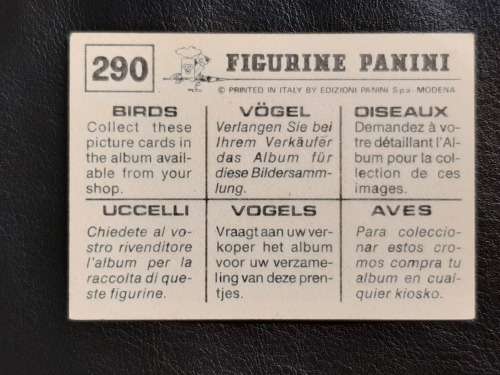 290
FIGURINE PANINI
© PRINTED IN ITALY BY EDIZIONI PANINI S.p.a. MODENA
BIRDS
Collect these
picture cards in
the album avail-
able from your
shop.
VÖGEL
Verlangen Sie bei
Ihrem Verkäufer
das Album für
diese Bildersamm-
lung.
OISEAUX
Demandez à vo-
tre détaillant l'Al-
bum pour la col-
lection de ces
images.
UCCELLI
Chiedete al vo-
stro rivenditore
l'album per la
raccolta di que-
ste figurine.
VOGELS
Vraagt aan uw ver-
koper het album
voor uw verzame-
ling van deze pren-
tjes.
AVES
Para coleccio-
nar estos cro-
mos compra tu
album en cual-
quier kiosko.